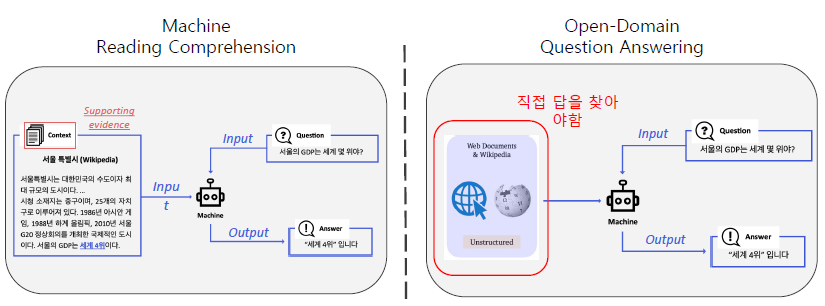 Machine
Reading Comprehension
Supporting
evidence
Context
서울 특별시 (Wikipedia)
서울특별시는 대한민국의 수도이자 최
대 규모의 도시이다. ...
시청 소재지는 중구이며, 25개의 자치
구로 이루어져 있다. 1986년 아시안 게
임, 1988년 하계 올림픽, 2010년 서울
G20 정상회의를 개최한 국제적인 도시
이다. 서울의 GDP는 세계 4위이다.
Inpu
t
Input
Question
서울의 GDP는 세계 몇 위야?
Machine
Output
Answer
"세계 4위" 입니다
Open-Domain
Question Answering
직접 답을 찾아
야함
Web Documents
& Wikipedia
Unstructured
Input
Question
서울의 GDP는 세계 몇 위야?
Machine
Output
Answer
"세계 4위" 입니다